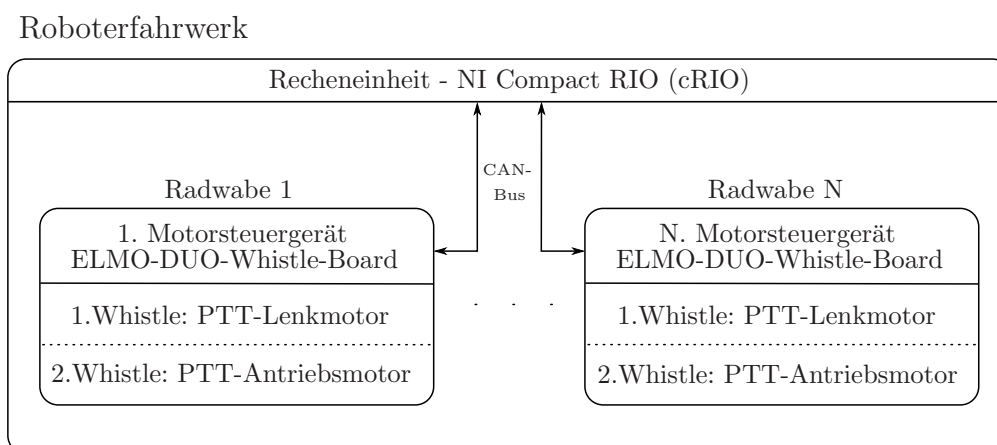 Roboterfahrwerk
Recheneinheit - NI Compact RIO (cRIO)
CAN-
Bus
Radwabe 1
1. Motorsteuergerät
ELMO-DUO-Whistle-Board
1.Whistle: PTT-Lenkmotor
2.Whistle: PTT-Antriebsmotor
. . .
Radwabe N
N. Motorsteuergerät
ELMO-DUO-Whistle-Board
1.Whistle: PTT-Lenkmotor
2.Whistle: PTT-Antriebsmotor